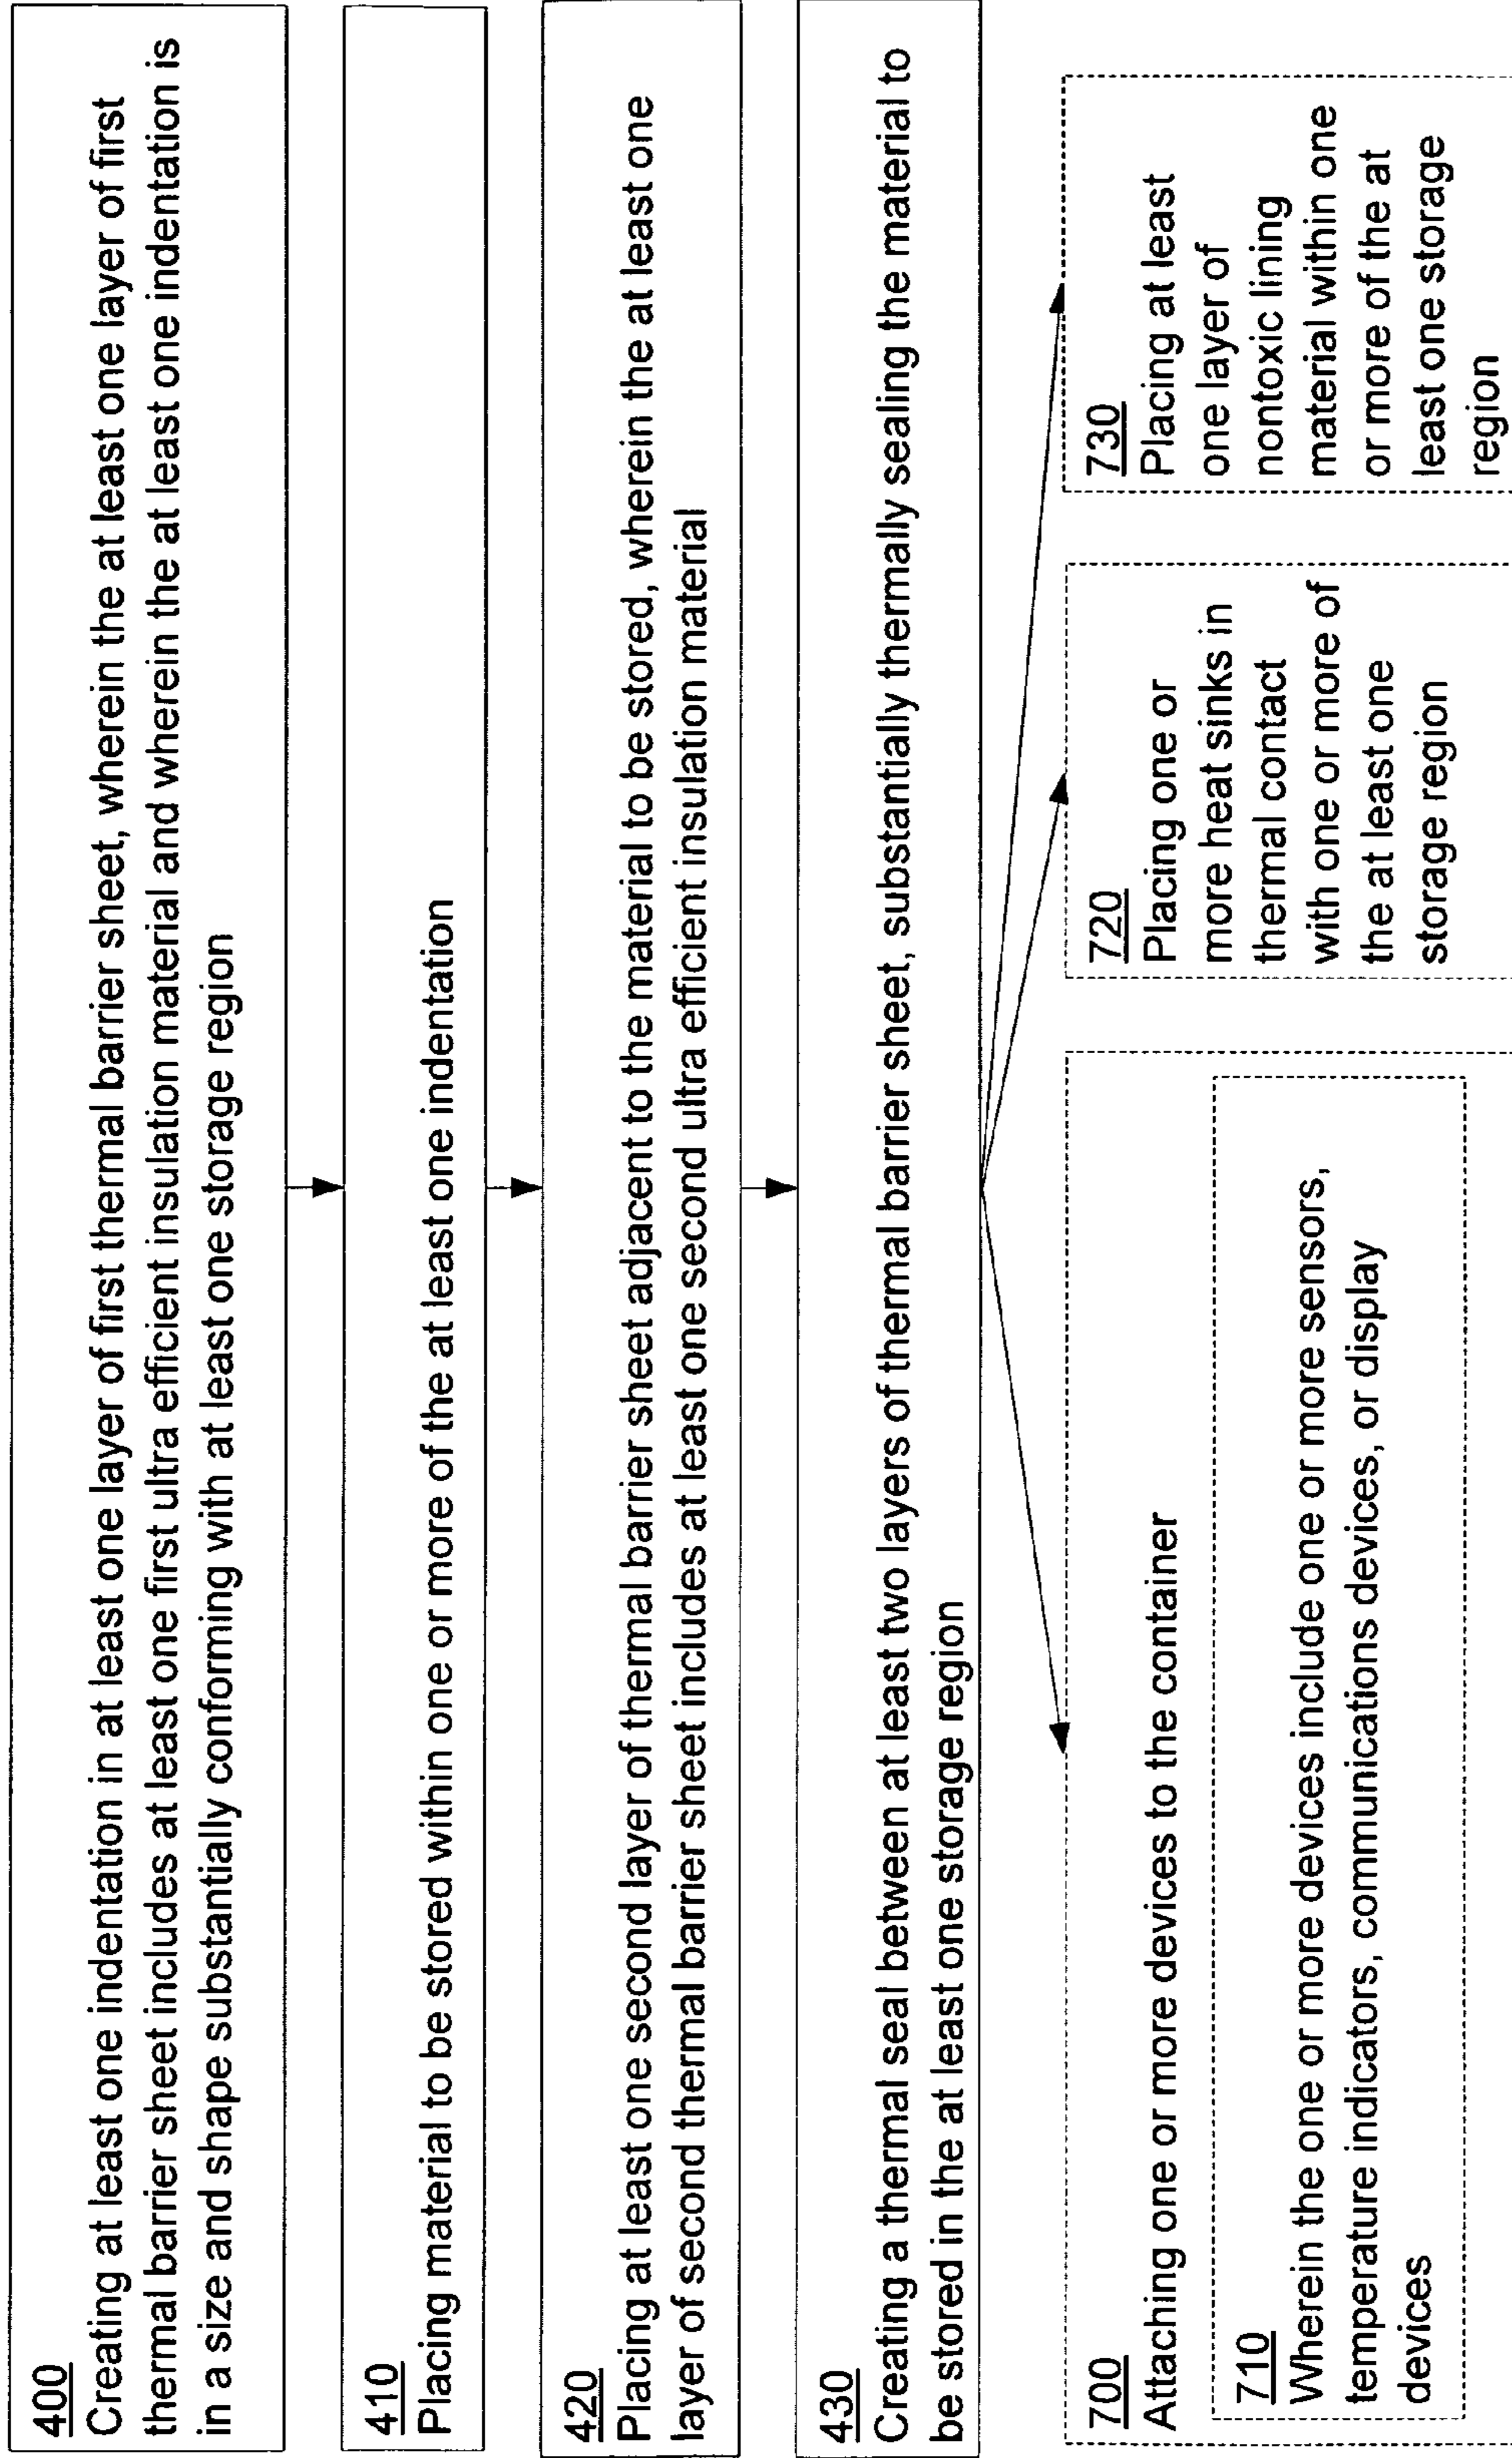 400
Creating at least one indentation in at least one layer of first thermal barrier sheet, wherein the at least one layer of first
thermal barrier sheet includes at least one first ultra efficient insulation material and wherein the at least one indentation is
in a size and shape substantially conforming with at least one storage region
410
Placing material to be stored within one or more of the at least one indentation
420
Placing at least one second layer of thermal barrier sheet adjacent to the material to be stored, wherein the at least one
layer of second thermal barrier sheet includes at least one second ultra efficient insulation material
430
Creating a thermal seal between at least two layers of thermal barrier sheet, substantially thermally sealing the material to
be stored in the at least one storage region
700
Attaching one or more devices to the container
710
Wherein the one or more devices include one or more sensors,
temperature indicators, communications devices, or display
devices
720
Placing one or
more heat sinks in
thermal contact
with one or more of
the at least one
storage region
730
Placing at least
one layer of
nontoxic lining
material within one
or more of the at
least one storage
region